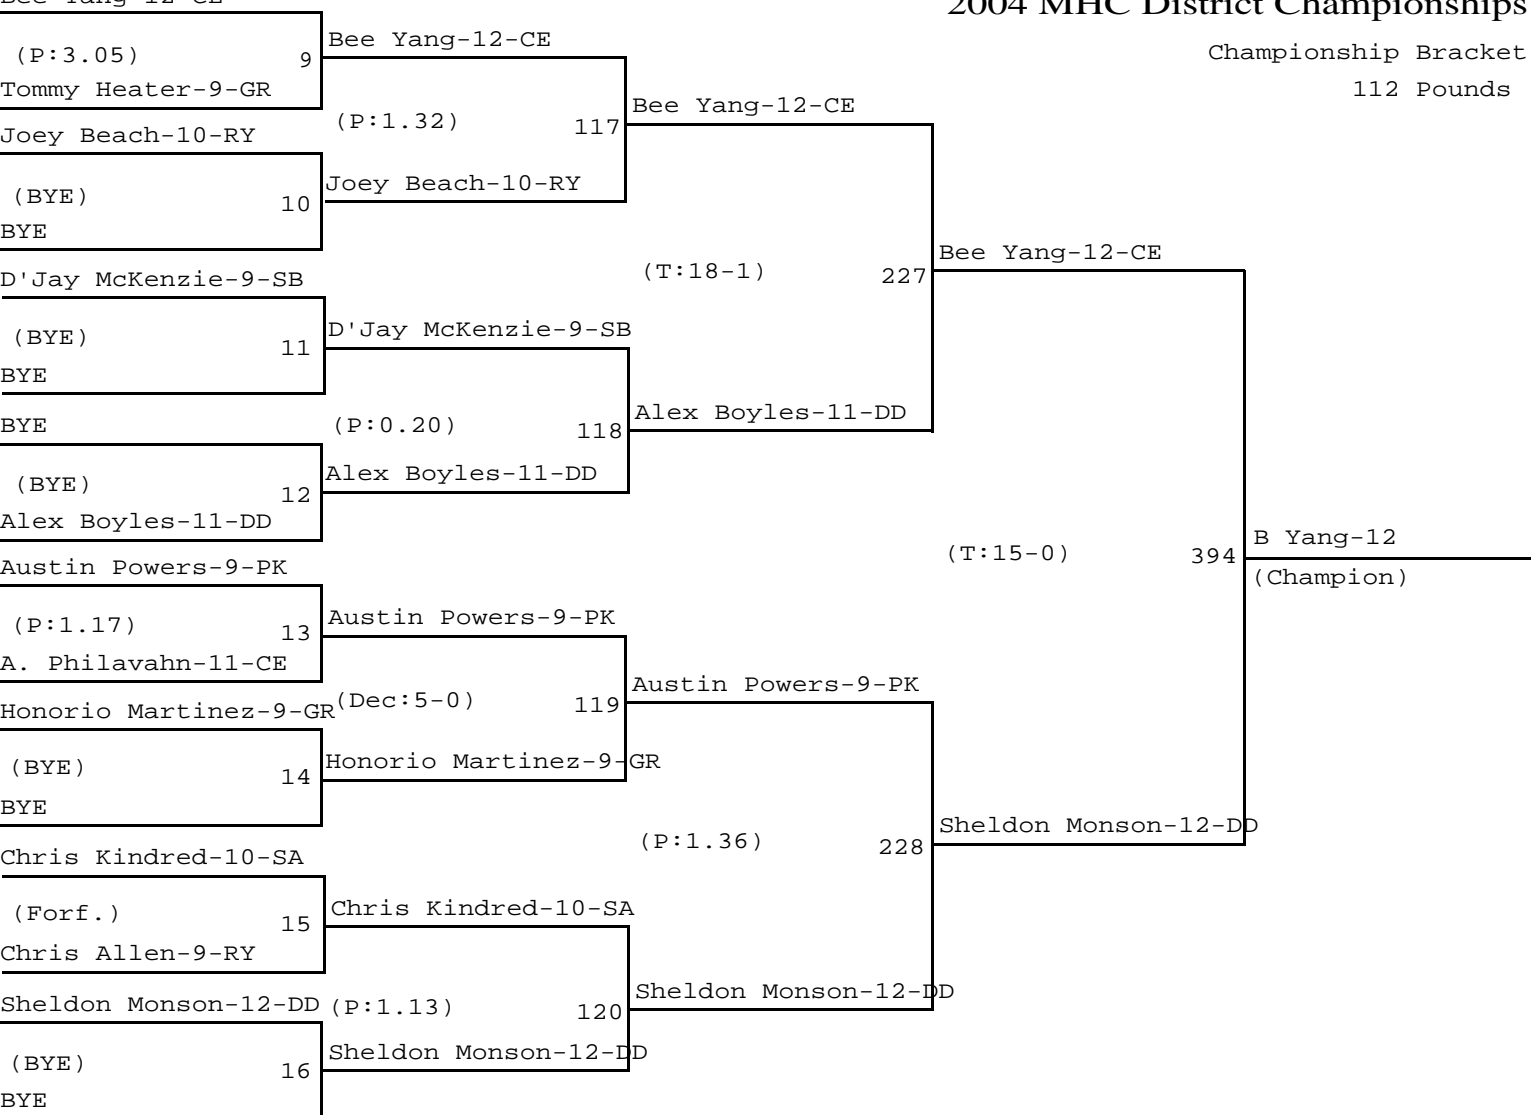 Bee Yang-12-CE
2004 MHC District Championships
Championship Bracket
112 Pounds
(P:3.05)
9
Tommy Heater-9-GR
Joey Beach-10-RY
(BYE)
10
BYE
D'Jay McKenzie-9-SB
(BYE)
11
BYE
BYE
(BYE)
12
Alex Boyles-11-DD
Austin Powers-9-PK
(P:1.17)
13
A. Philavahn-11-CE
Honorio Martinez-9-GR
(BYE)
14
BYE
Chris Kindred-10-SA
(Forf.)
15
Chris Allen-9-RY
Sheldon Monson-12-DD
(BYE)
16
BYE
Bee Yang-12-CE
(P:1.32)
117
Joey Beach-10-RY
D'Jay McKenzie-9-SB
(P:0.20)
118
Alex Boyles-11-DD
Austin Powers-9-PK
(Dec:5-0)
119
Honorio Martinez-9-GR
Chris Kindred-10-SA
(P:1.13)
120
Sheldon Monson-12-DD
Bee Yang-12-CE
(T:18-1)
227
Alex Boyles-11-DD
Austin Powers-9-PK
(P:1.36)
228
Sheldon Monson-12-DD
Bee Yang-12-CE
(T:15-0)
394
Sheldon Monson-12-DD
B Yang-12
(Champion)